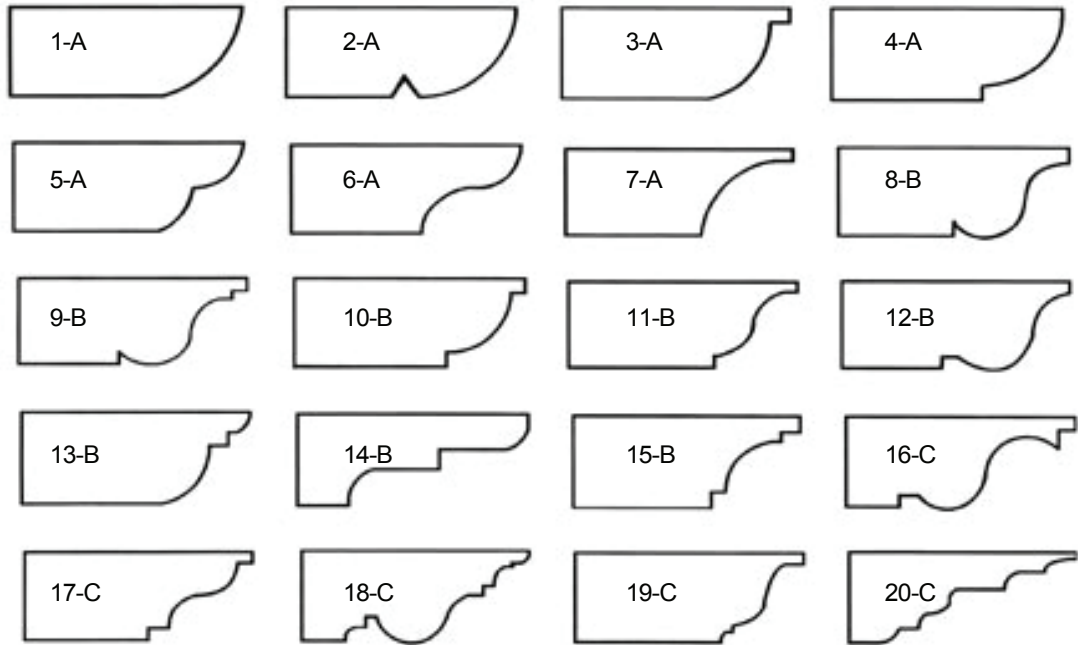 1-A 2-A 3-A 4-A
5-A 6-A 7-A 8-B
9-B 10-B 11-B 12-B
13-B 14-B 15-B 16-C
17-C 18-C 19-C 20-C